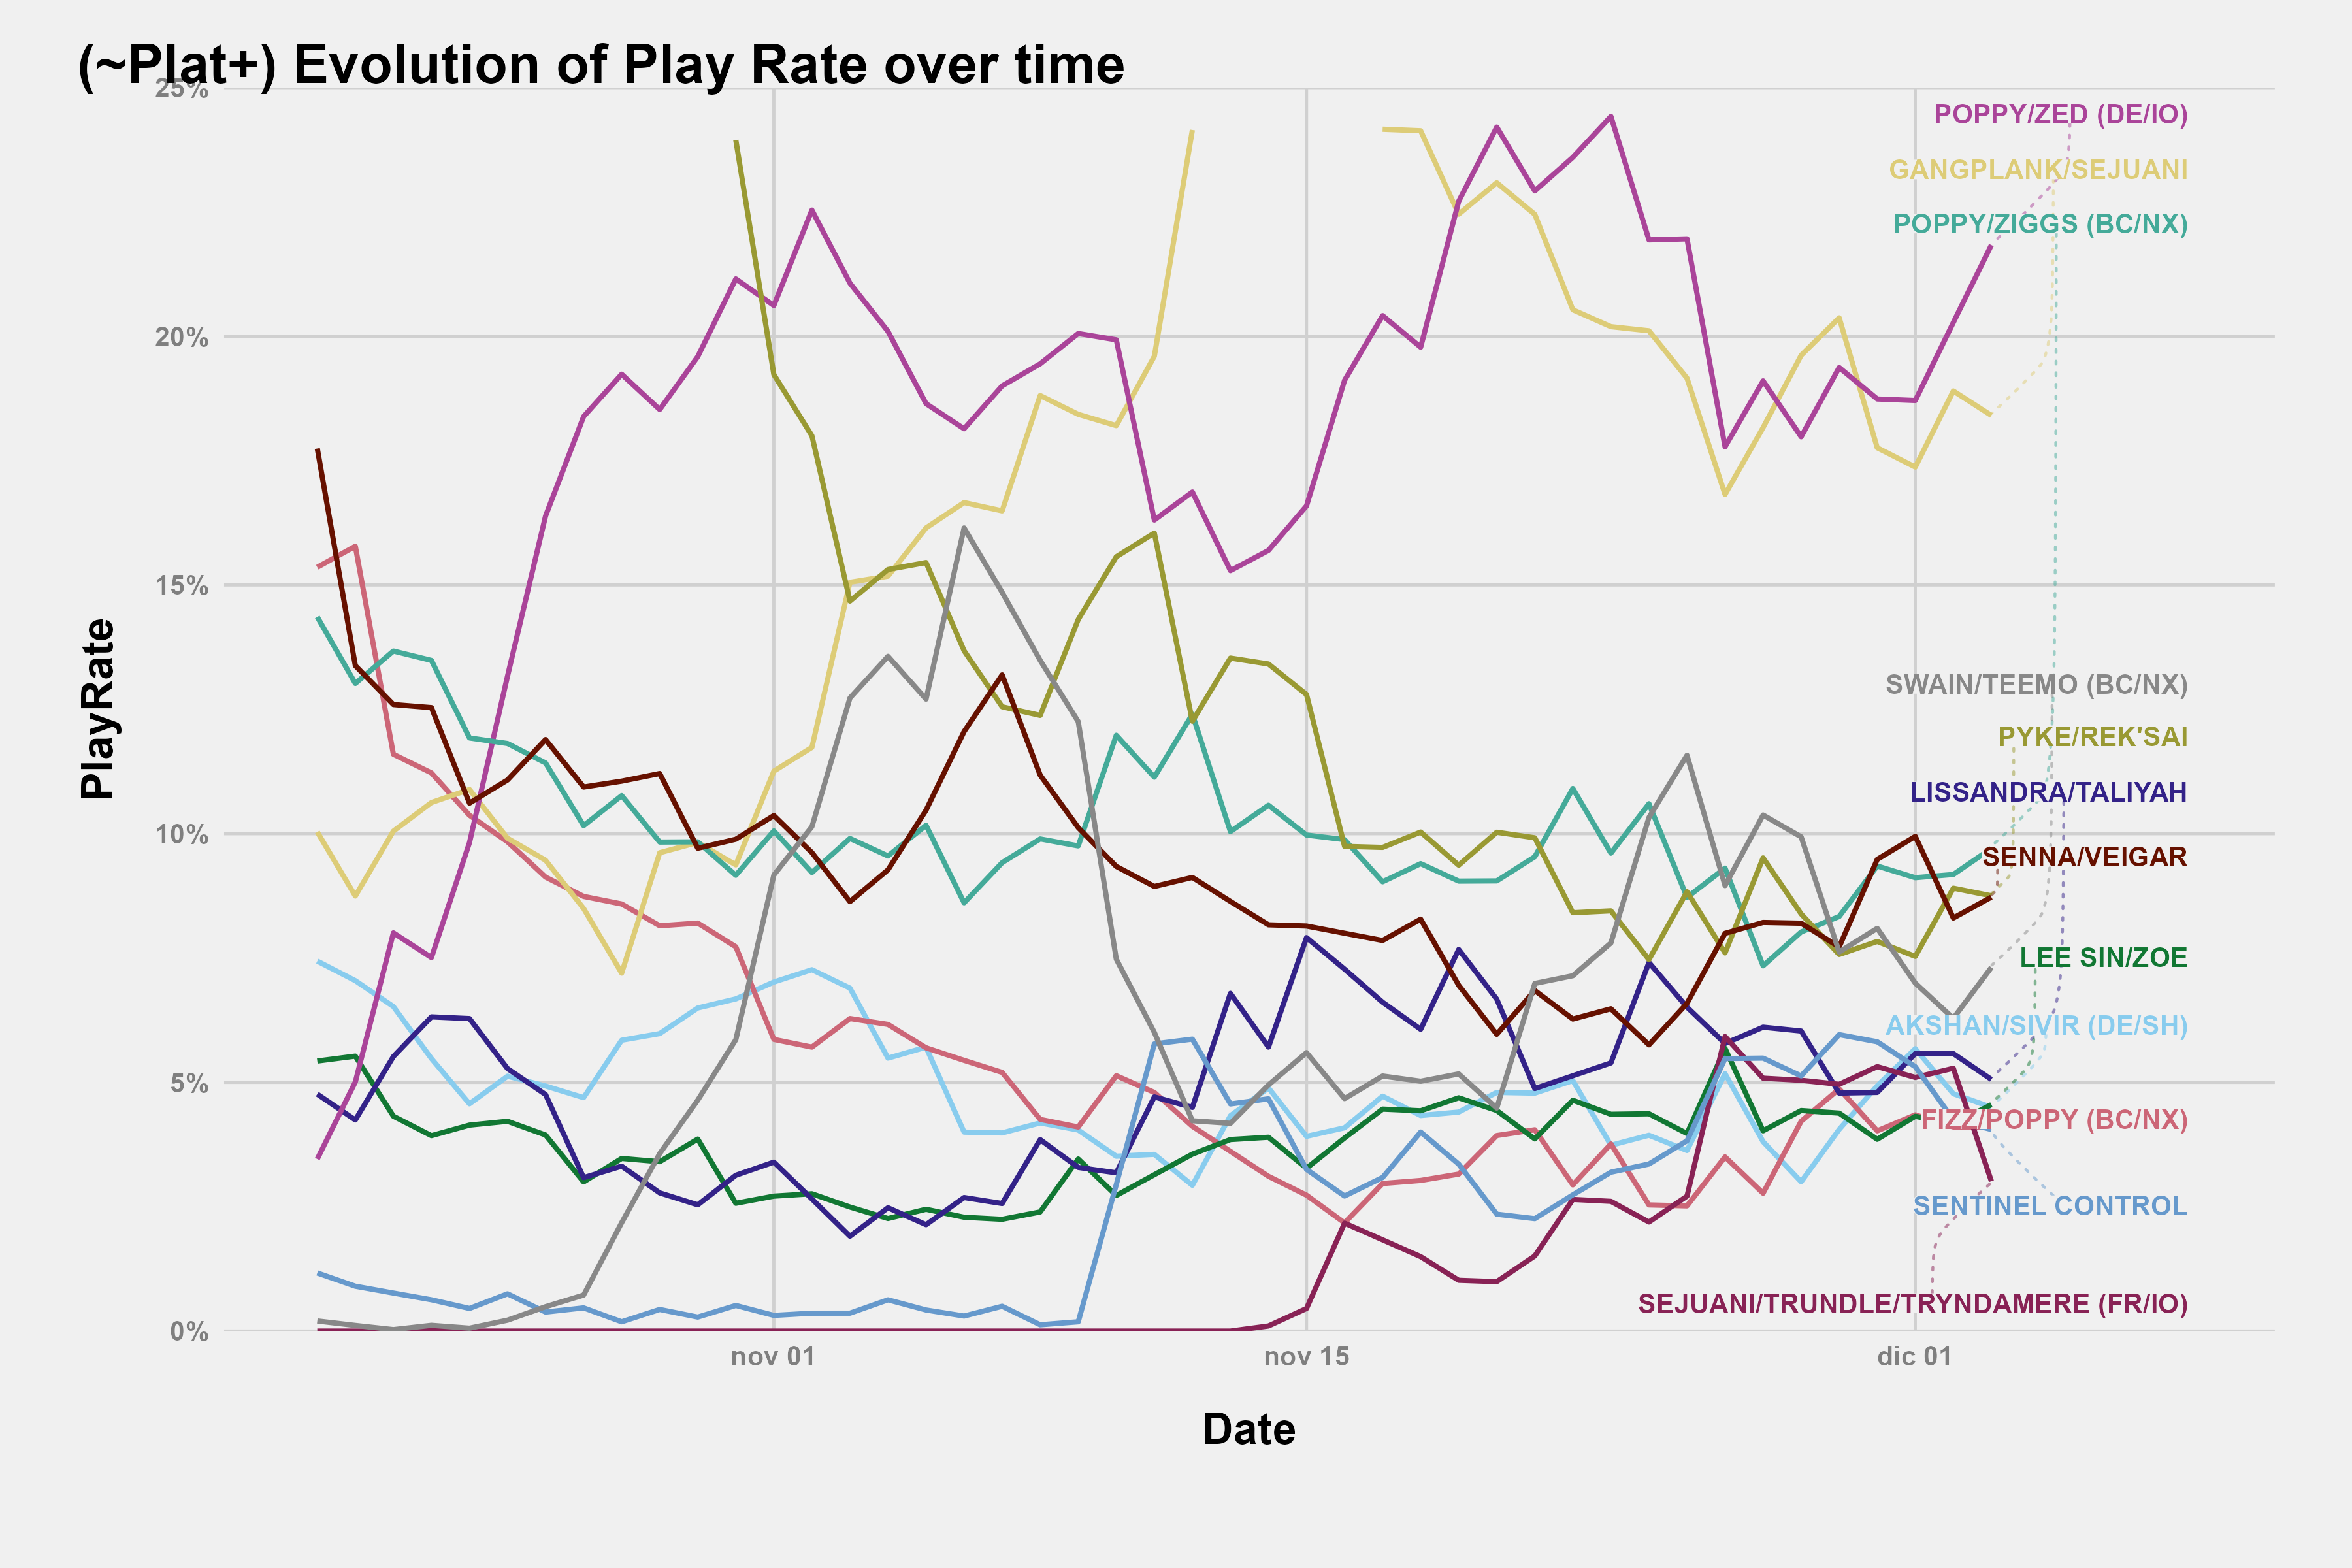 (~Plat+) Evolution of Play Rate over time
25%
20%
15%
10%
5%
0%
PlayRate
POPPY/ZED (DE/IO)
GANGPLANK/SEJUANI
POPPY/ZIGGS (BC/NX)
SWAIN/TEEMO (BC/NX)
PYKE/REK'SAI
LISSANDRA/TALIYAH
SENNA/VEIGAR
LEE SIN/ZOE
AKSHAN/SIVIR (DE/SH)
FIZZ/POPPY (BC/NX)
SENTINEL CONTROL
SEJUANI/TRUNDLE/TRYNDAMERE (FR/IO)
nov 01
nov 15
dic 01
Date